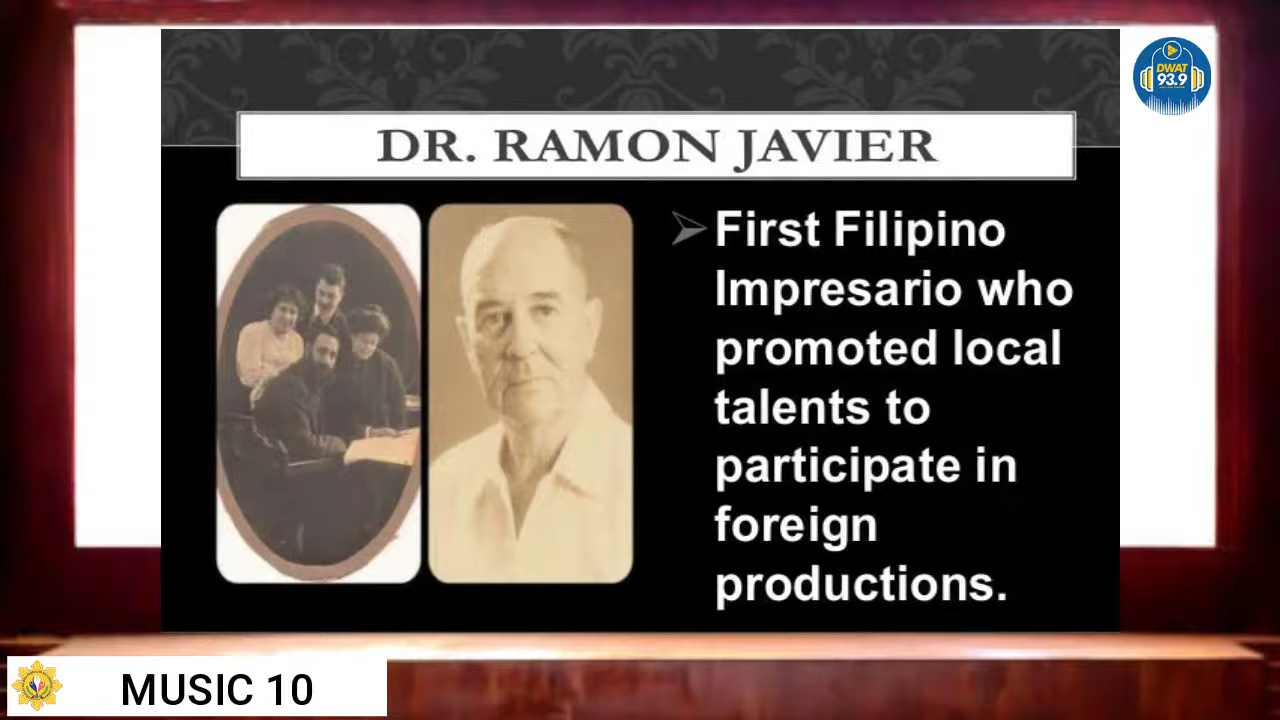 DWAT
93.9
DR. RAMON JAVIER
First Filipino
Impresario who
promoted local
talents to
participate in
foreign
productions.
MUSIC 10